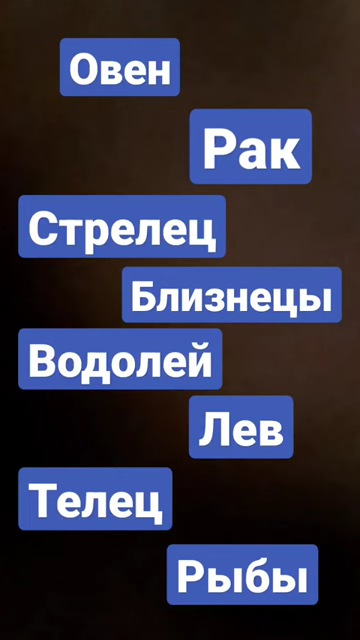 Овен
Рак
Стрелец
Близнецы
Водолей
Лев
Телец
Рыбы